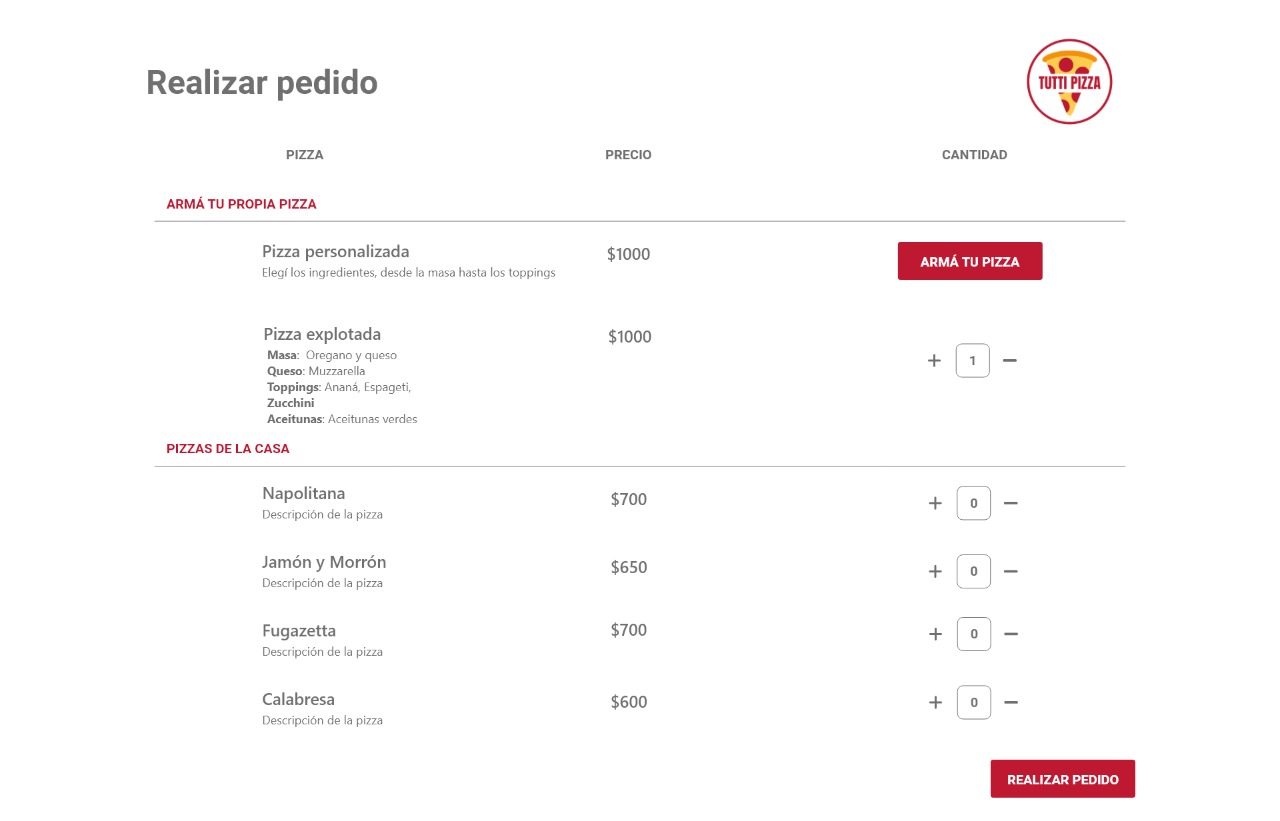 Realizar pedido
TUTTI PIZZA
PIZZA PRECIO CANTIDAD
ARMÁ TU PROPIA PIZZA
Pizza personalizada $1000 ARMÁ TU PIZZA
Elegí los ingredientes, desde la masa hasta los toppings
Pizza explotada $1000
Masa: Oregano y queso
+ 1 −
Queso: Muzzarella
Toppings: Ananá, Espageti,
Zucchini
Aceitunas: Aceitunas verdes
PIZZAS DE LA CASA
Napolitana $700 + 0 −
Descripción de la pizza
Jamón y Morrón $650 + 0 −
Descripción de la pizza
Fugazetta $700 + 0 −
Descripción de la pizza
Calabresa $600 + 0 −
Descripción de la pizza
REALIZAR PEDIDO